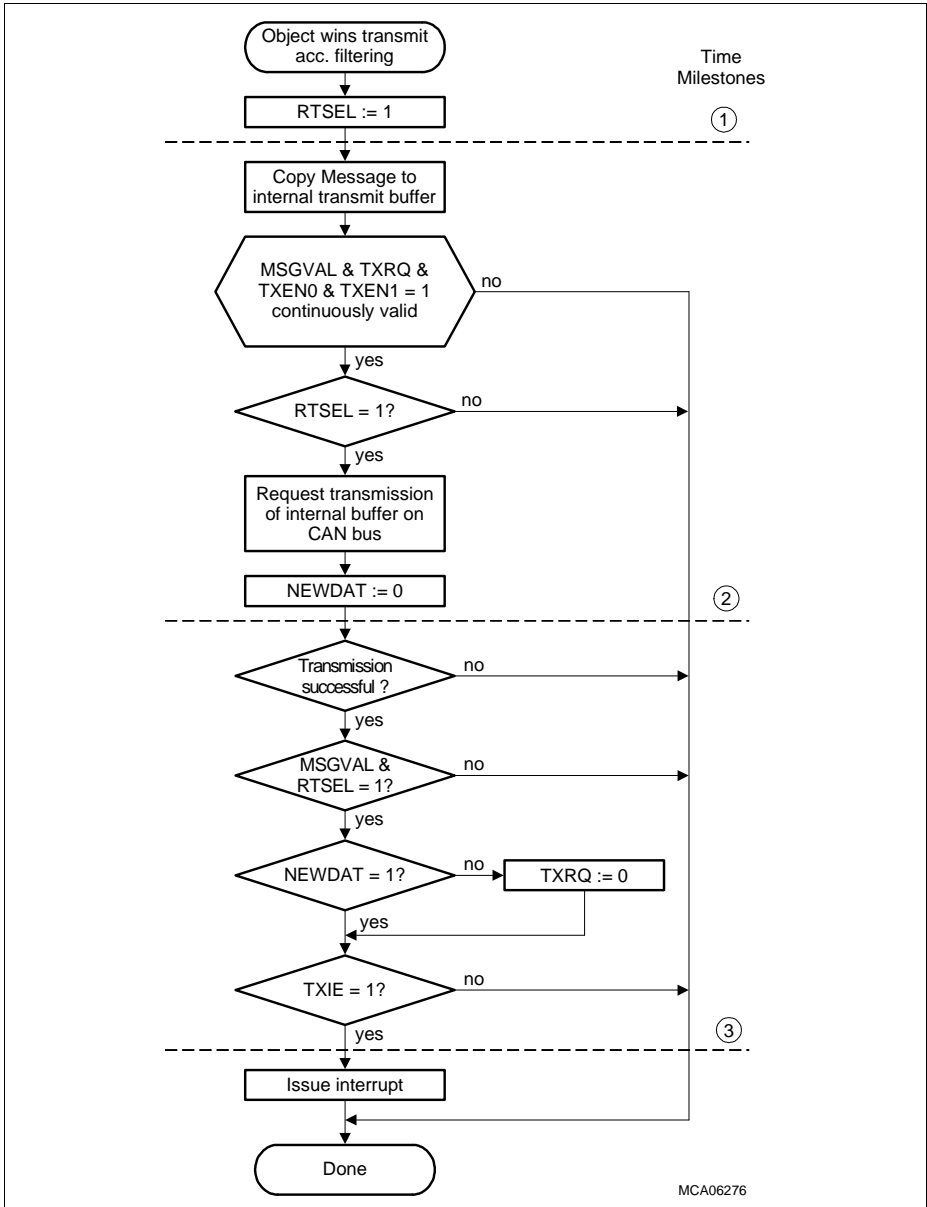 Object wins transmit
acc. filtering
Time
Milestones
RTSEL := 1
1
Copy Message to
internal transmit buffer
MSGVAL & TXRQ &
TXEN0 & TXEN1 = 1
continuously valid
no
yes
RTSEL = 1?
no
yes
Request transmission
of internal buffer on
CAN bus
NEWDAT := 0
2
Transmission
successful ?
no
yes
MSGVAL &
RTSEL = 1?
no
yes
NEWDAT = 1?
no
TXRQ := 0
yes
TXIE = 1?
no
yes
3
Issue interrupt
Done
MCA06276